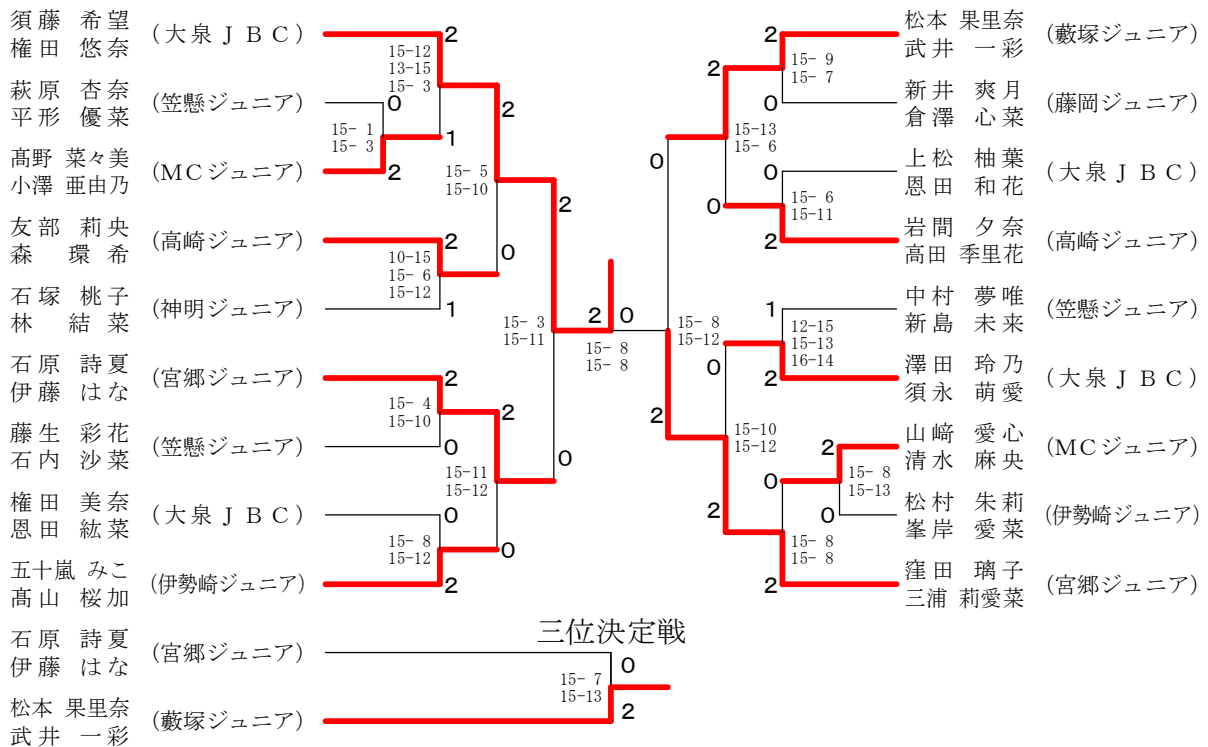 須藤 希望
権田 悠奈
(大泉ＪＢＣ)
2
15-12
13-15
15- 3
萩原 杏奈
平形 優菜
(笠懸ジュニア)
0
15- 1
15- 3
1
髙野 菜々美
小澤 亜由乃
(MCジュニア)
2
2
15- 5
15-10
友部 莉央
森 環希
(高崎ジュニア)
2
10-15
15- 6
15-12
0
石塚 桃子
林 結菜
(神明ジュニア)
1
2
15- 3
15-11
石原 詩夏
伊藤 はな
(宮郷ジュニア)
2
15- 4
15-10
2
藤生 彩花
石内 沙菜
(笠懸ジュニア)
0
15-11
15-12
0
権田 美奈
恩田 紘菜
(大泉ＪＢＣ)
0
15- 8
15-12
0
五十嵐 みこ
髙山 桜加
(伊勢崎ジュニア)
2
2
0
15- 8
15- 8
2
松本 果里奈
武井 一彩
(藪塚ジュニア)
15- 9
15- 7
2
0
新井 爽月
倉澤 心菜
(藤岡ジュニア)
15-13
15- 6
0
0
上松 柚葉
恩田 和花
(大泉ＪＢＣ)
15- 6
15-11
0
2
岩間 夕奈
高田 季里花
(高崎ジュニア)
15- 8
15-12
1
中村 夢唯
新島 未来
(笠懸ジュニア)
12-15
15-13
16-14
0
2
澤田 玲乃
須永 萌愛
(大泉ＪＢＣ)
2
15-10
15-12
2
山﨑 愛心
清水 麻央
(MCジュニア)
0
15- 8
15-13
0
松村 朱莉
峯岸 愛菜
(伊勢崎ジュニア)
2
15- 8
15- 8
2
窪田 璃子
三浦 莉愛菜
(宮郷ジュニア)
三位決定戦
石原 詩夏
伊藤 はな
(宮郷ジュニア)
0
15- 7
15-13
松本 果里奈
武井 一彩
(藪塚ジュニア)
2